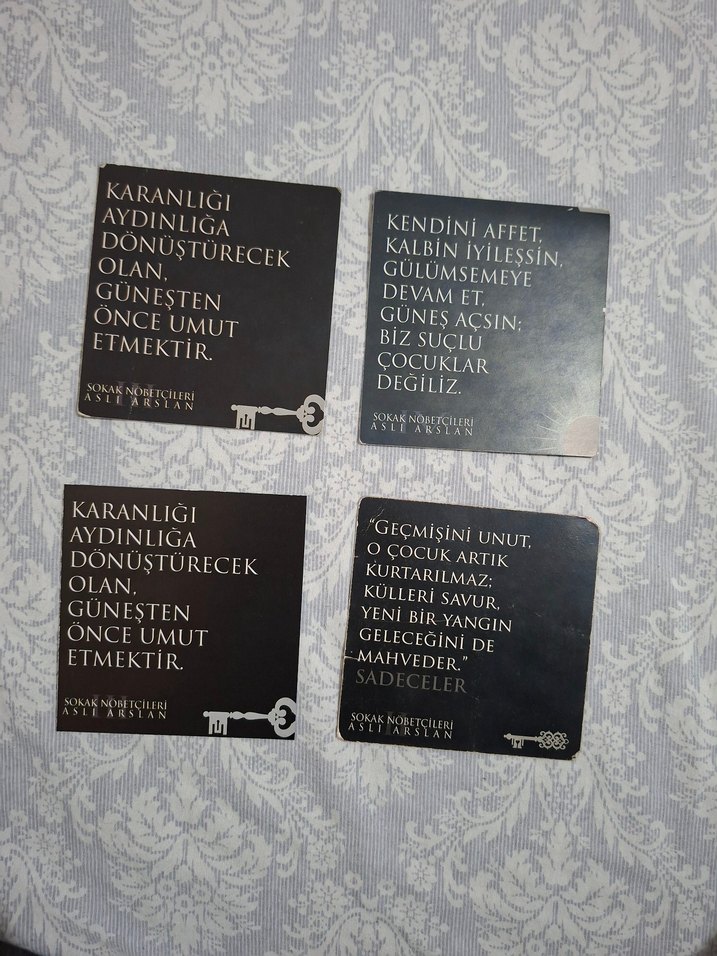 KARANLIĞI
AYDINLIĞA
DÖNÜŞTÜRECEK
OLAN,
GÜNEŞTEN
ÖNCE UMUT
ETMEKTİR.
SOKAK NÖBETÇİLERİ
ASLI ARSLAN
KENDİNİ AFFET,
KALBİN İYİLEŞSİN,
GÜLÜMSEMEYE
DEVAM ET,
GÜNEŞ AÇSIN;
BİZ SUÇLU
ÇOCUKLAR
DEĞİLİZ.
SOKAK NÖBETÇİLERİ
ASLI ARSLAN
KARANLIĞI
AYDINLIĞA
DÖNÜŞTÜRECEK
OLAN,
GÜNEŞTEN
ÖNCE UMUT
ETMEKTİR.
SOKAK NÖBETÇİLERİ
ASLI ARSLAN
“GEÇMİŞİNİ UNUT,
O ÇOCUK ARTIK
KURTARILMAZ;
KÜLLERİ SAVUR,
YENİ BİR YANGIN
GELECEĞİNİ DE
MAHVEDER.”
SADECELER
SOKAK NÖBETÇİLERİ
ASLI ARSLAN